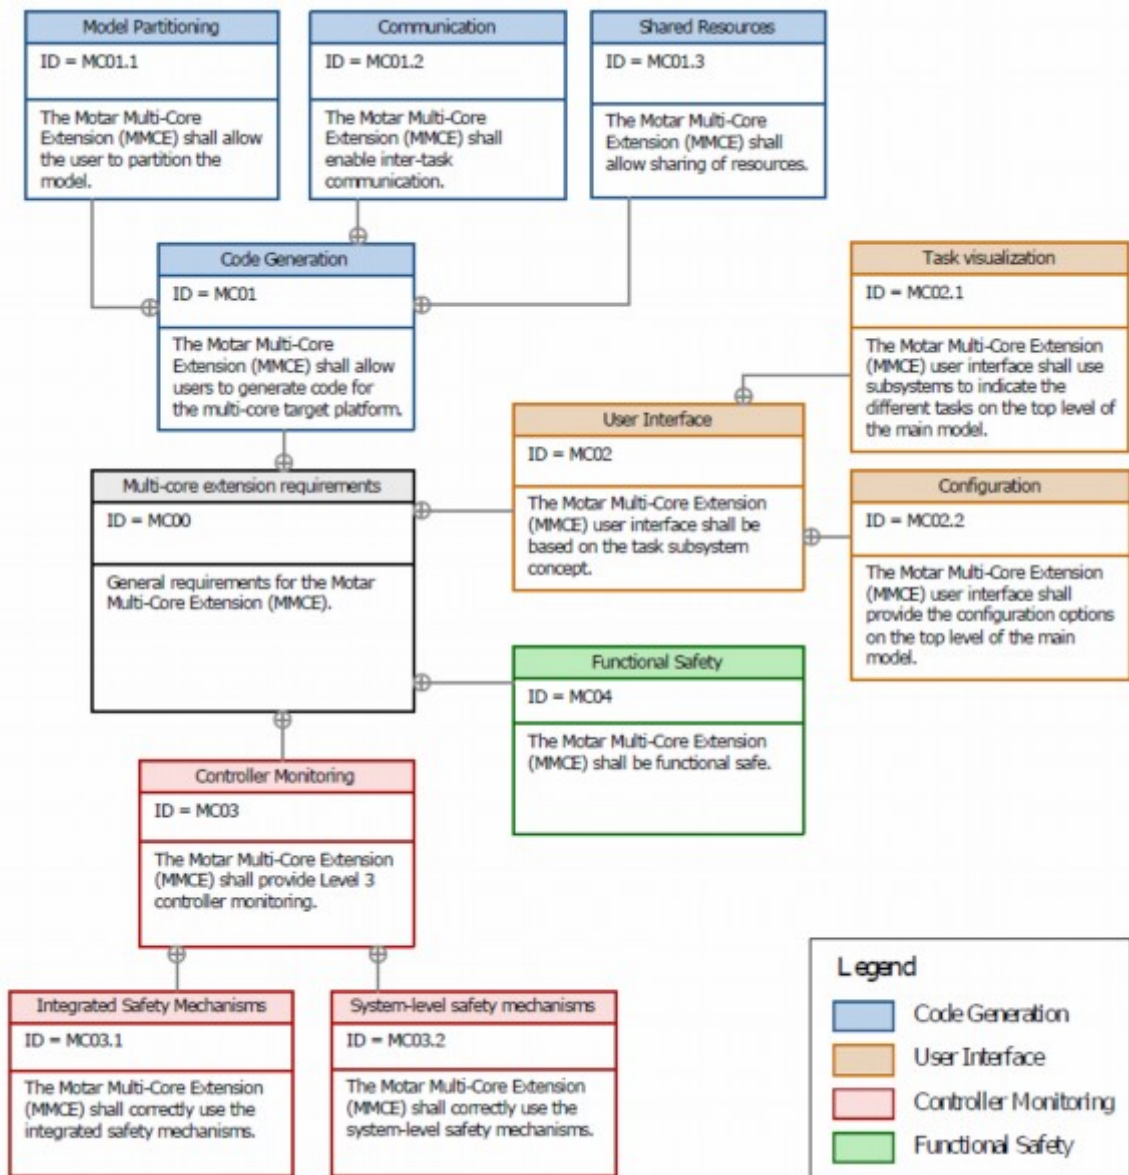 Model Partitioning
ID = MC01.1
The Motar Multi-Core
Extension (MMCE) shall allow
the user to partition the
model.
Communication
ID = MC01.2
The Motar Multi-Core
Extension (MMCE) shall
enable inter-task
communication.
Shared Resources
ID = MC01.3
The Motar Multi-Core
Extension (MMCE) shall
allow sharing of resources.
Code Generation
ID = MC01
The Motar Multi-Core
Extension (MMCE) shall allow
users to generate code for
the multi-core target platform.
Task visualization
ID = MC02.1
The Motar Multi-Core Extension
(MMCE) user interface shall use
subsystems to indicate the
different tasks on the top level of
the main model.
User Interface
ID = MC02
The Motar Multi-Core Extension
(MMCE) user interface shall be
based on the task subsystem
concept.
Multi-core extension requirements
ID = MC00
General requirements for the Motar
Multi-Core Extension (MMCE).
Configuration
ID = MC02.2
The Motar Multi-Core Extension
(MMCE) user interface shall
provide the configuration options
on the top level of the main
model.
Functional Safety
ID = MC04
The Motar Multi-Core Extension
(MMCE) shall be functional safe.
Controller Monitoring
ID = MC03
The Motar Multi-Core Extension
(MMCE) shall provide Level 3
controller monitoring.
Integrated Safety Mechanisms
ID = MC03.1
The Motar Multi-Core Extension
(MMCE) shall correctly use the
integrated safety mechanisms.
System-level safety mechanisms
ID = MC03.2
The Motar Multi-Core Extension
(MMCE) shall correctly use the
system-level safety mechanisms.
Legend
Code Generation
User Interface
Controller Monitoring
Functional Safety